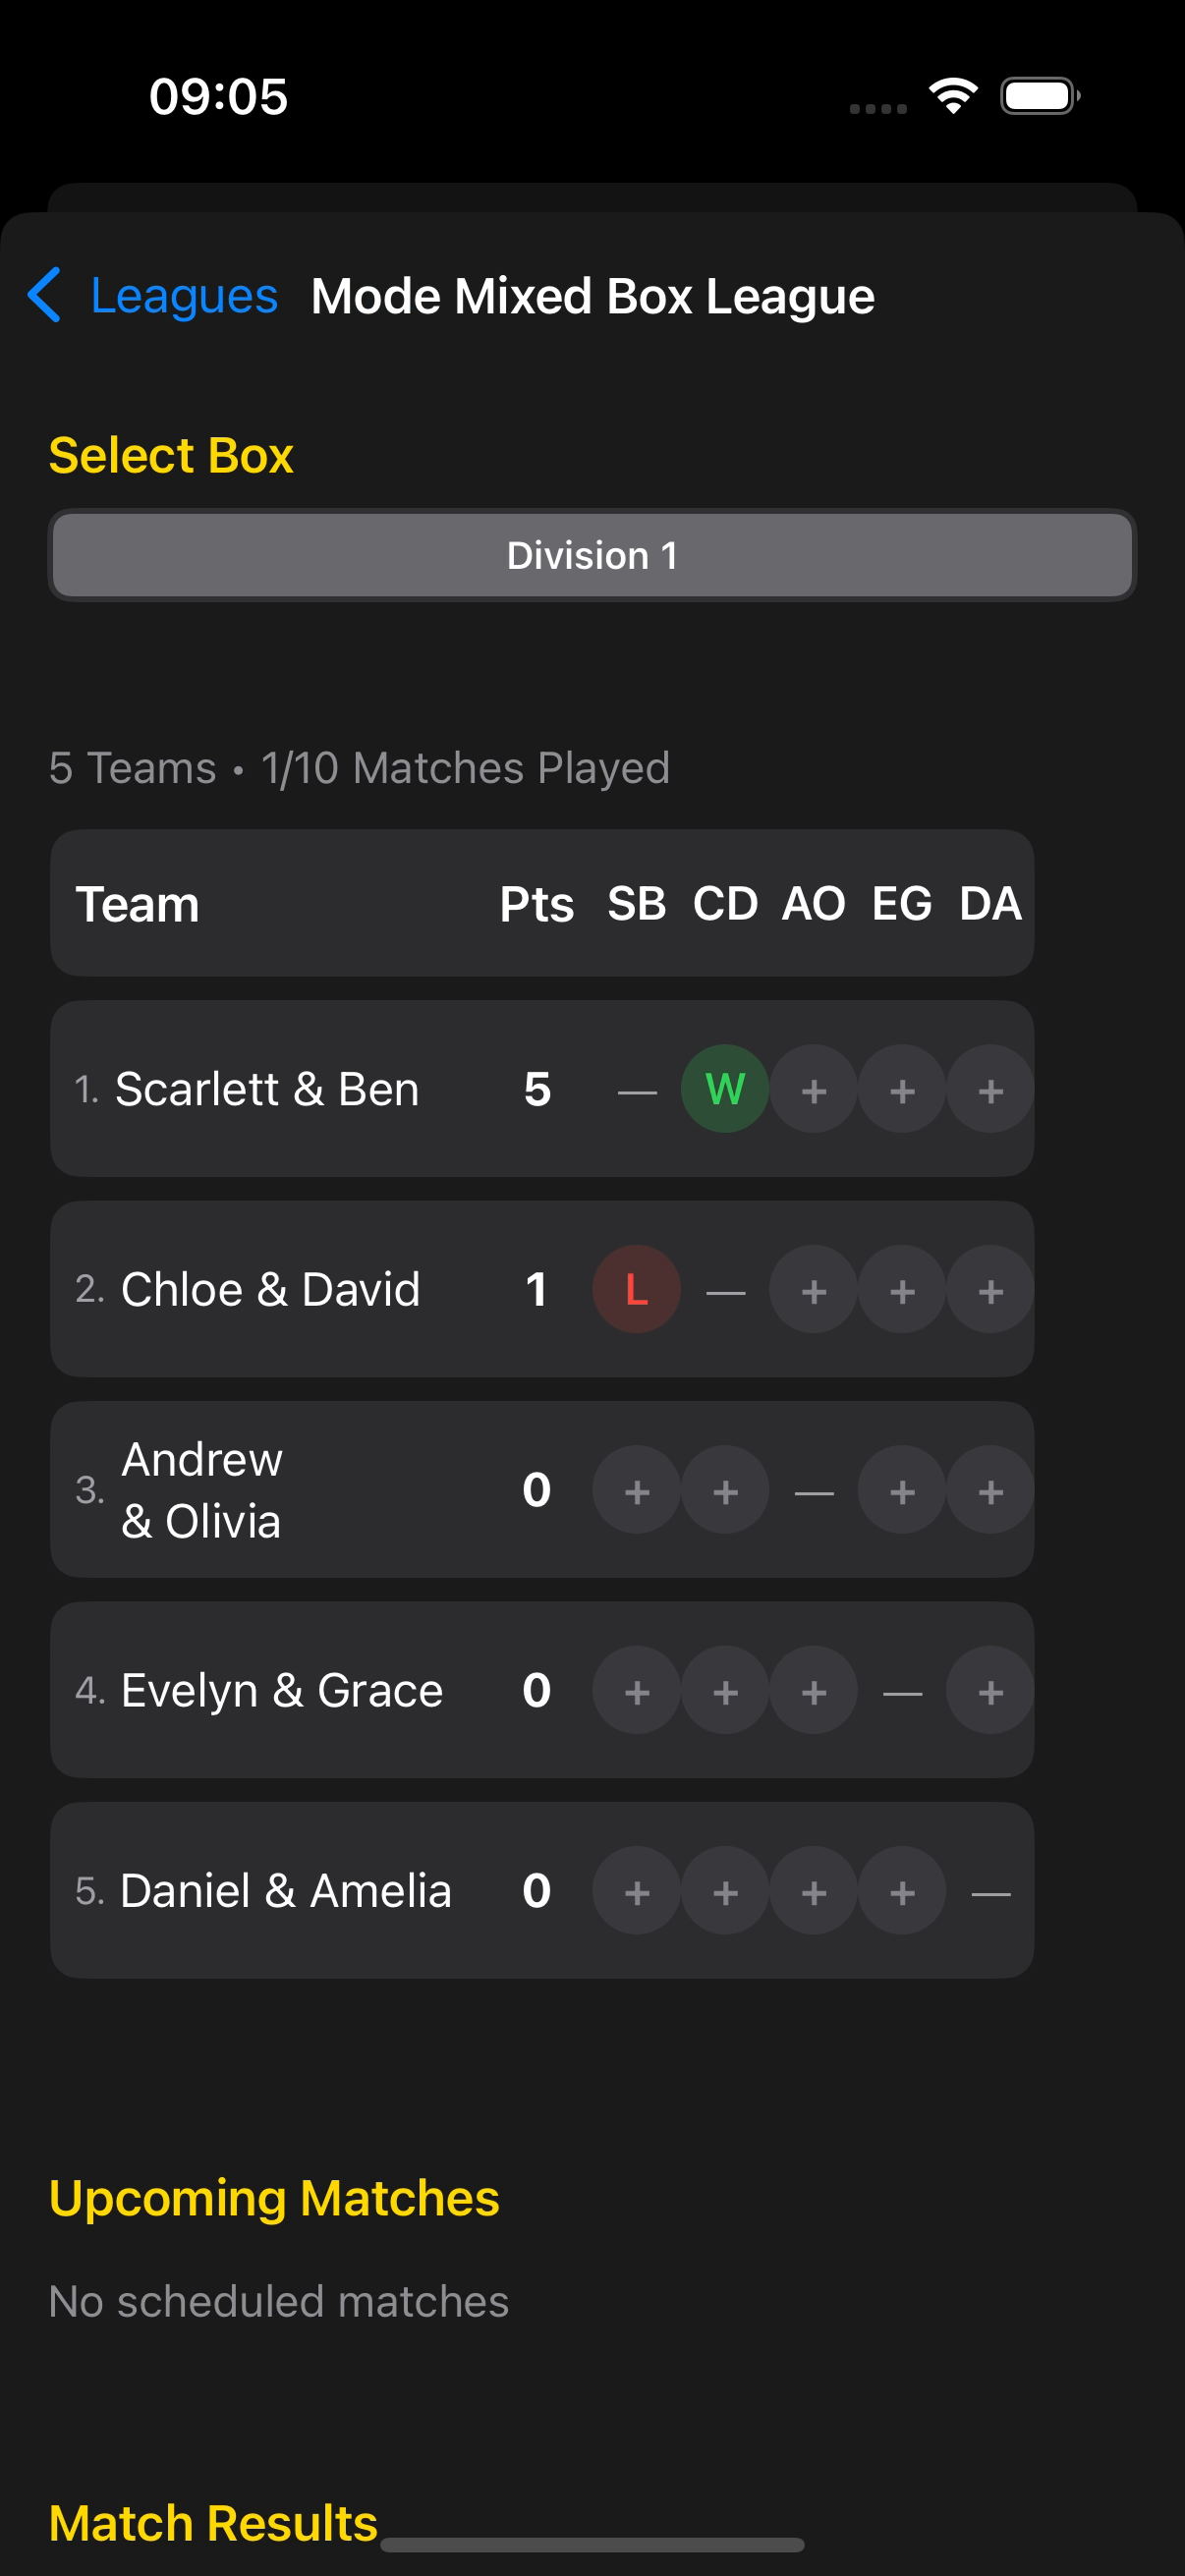 09:05
Leagues Mode Mixed Box League
Select Box
Division 1
5 Teams • 1/10 Matches Played
Team Pts SB CD AO EG DA
1. Scarlett & Ben 5 — W + + +
2. Chloe & David 1 L — + + +
3. Andrew
& Olivia 0 + + — + +
4. Evelyn & Grace 0 + + + — +
5. Daniel & Amelia 0 + + + + —
Upcoming Matches
No scheduled matches
Match Results